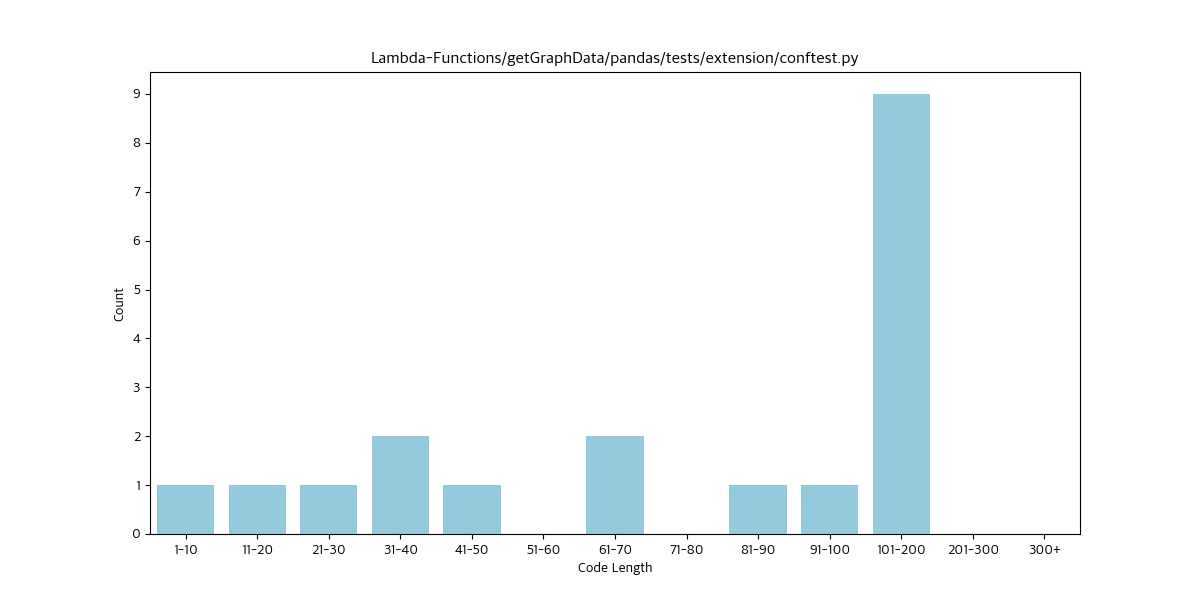 Lambda-Functions/getGraphData/pandas/tests/extension/conftest.py
9
8
7
6
5
4
3
2
1
0
Count
1-10 11-20 21-30 31-40 41-50 51-60 61-70 71-80 81-90 91-100 101-200 201-300 300+
Code Length